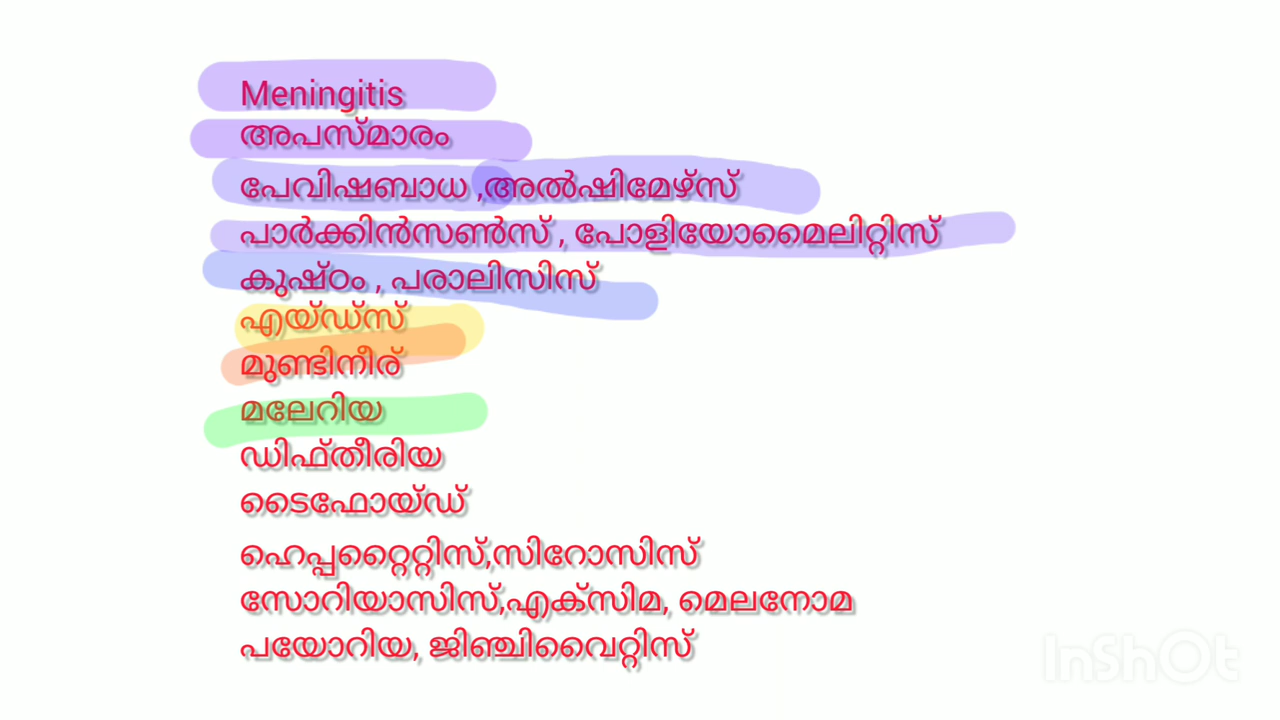 Meningitis
അപസ്മാരം
പേവിഷബാധ ,അൽഷിമേഴ്സ്
പാർക്കിൻസൺസ് , പോളിയോമൈലിറ്റിസ്
കുഷ്ഠം , പരാലിസിസ്
എയ്ഡ്സ്
മുണ്ടിനീര്
മലേറിയ
ഡിഫ്തീരിയ
ടൈഫോയ്ഡ്
ഹെപ്പറ്റൈറ്റിസ്,സിറോസിസ്
സോറിയാസിസ്,എക്സിമ, മെലനോമ
പയോറിയ, ജിഞ്ചിവൈറ്റിസ്
InShOt